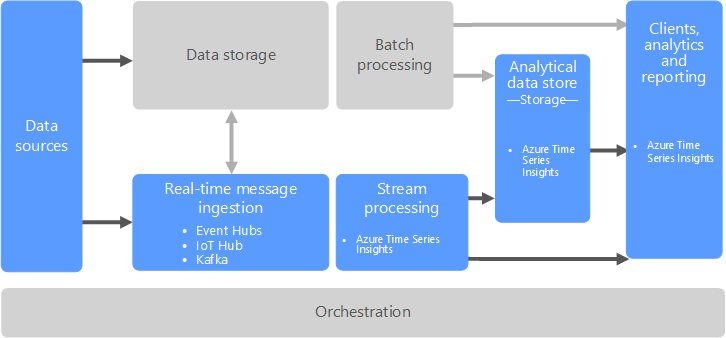 Data
sources
Data storage
Batch
processing
Clients,
analytics
and
reporting
• Azure Time
Series Insights
Analytical
data store
—Storage—
• Azure Time
Series
Insights
Real-time message
ingestion
• Event Hubs
• IoT Hub
• Kafka
Stream
processing
• Azure Time Series
Insights
Orchestration